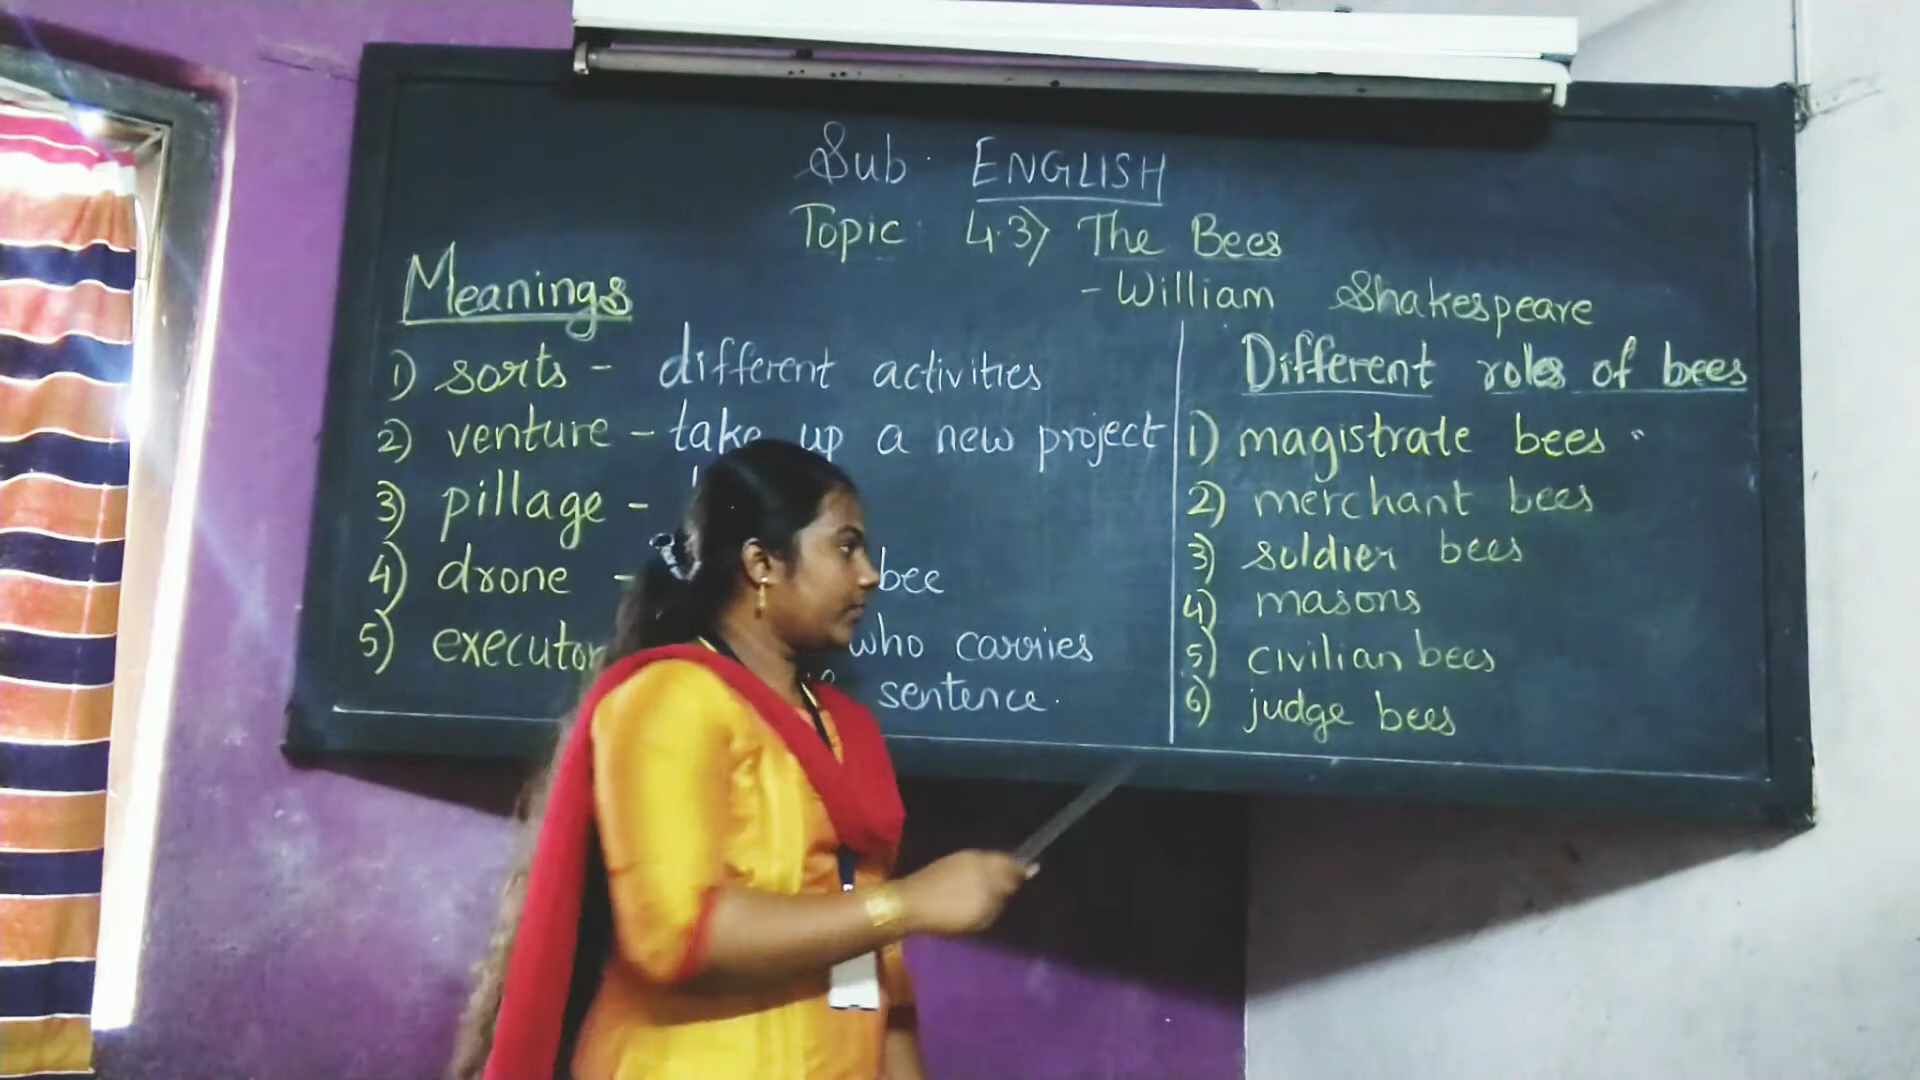 Sub. ENGLISH
Topic 4.3) The Bees
- William Shakespeare
Meanings
1) sorts - different activities
2) venture - take up a new project
3) pillage -
4) drone - bee
5) executor who carries
sentence.
Different roles of bees
1) magistrate bees
2) merchant bees
3) soldier bees
4) masons
5) civilian bees
6) judge bees